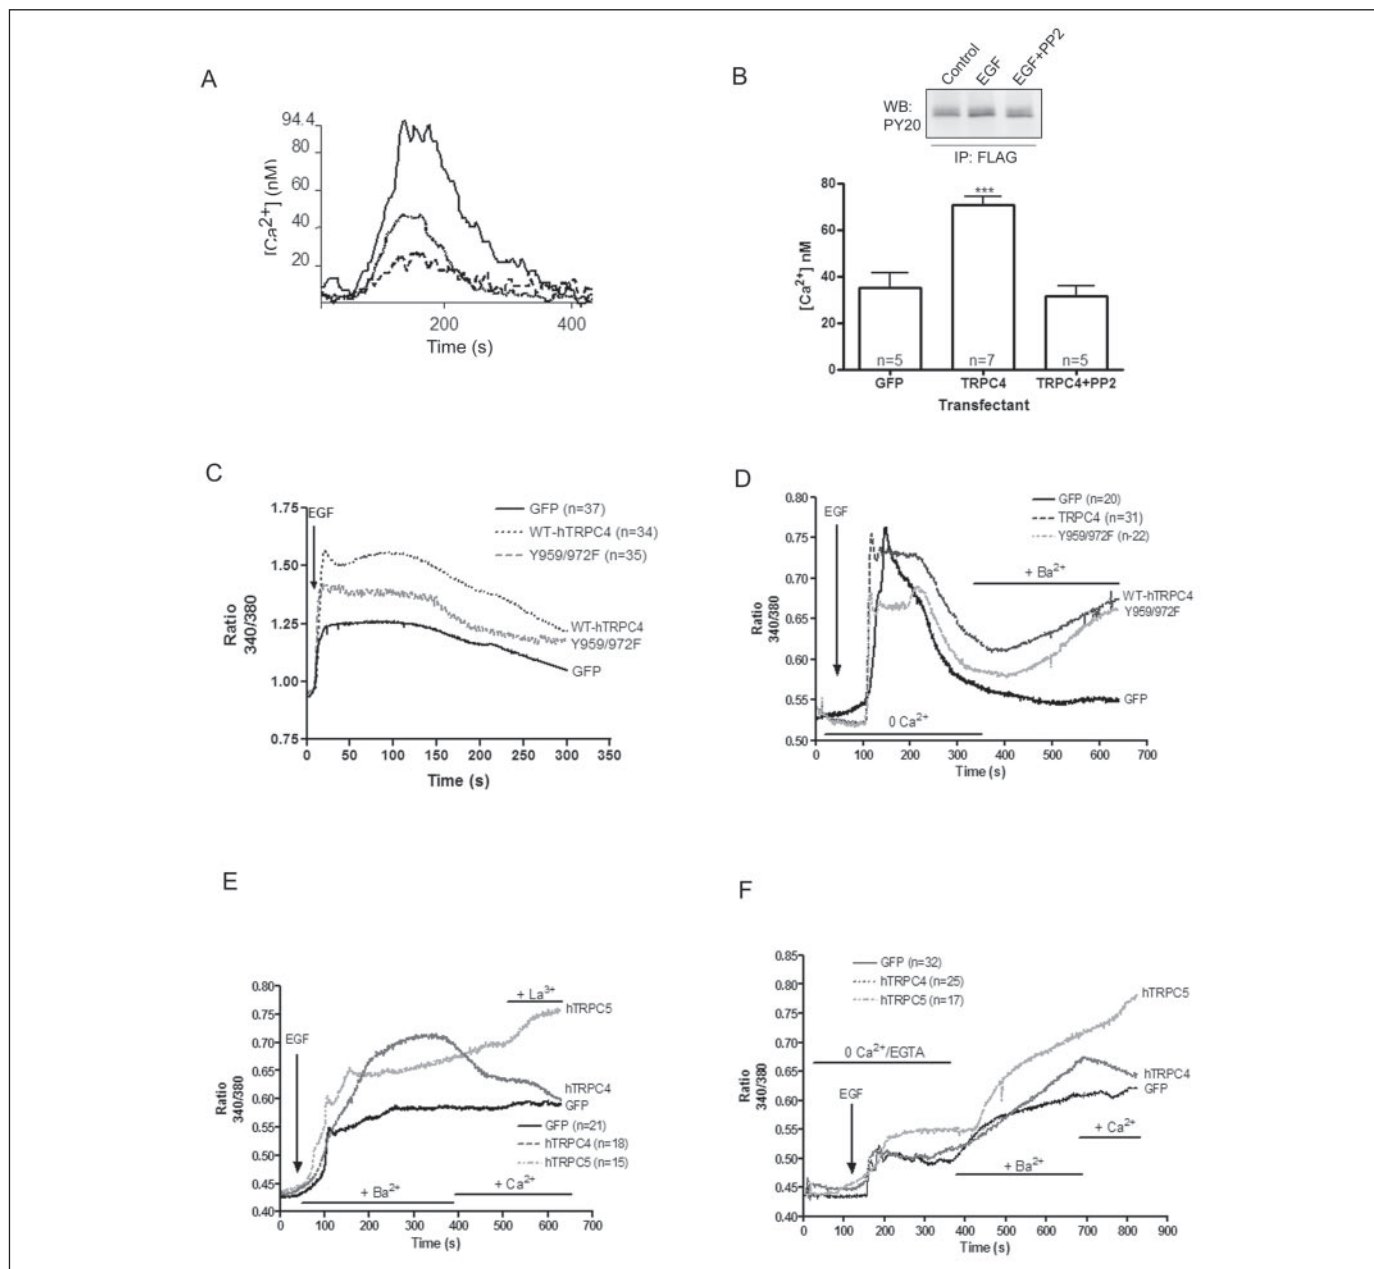 A
[Ca2+] (nM)
94.4
80
60
40
20
200
400
Time (s)
B
Control
EGF
EGF+PP2
WB:
PY20
IP: FLAG
[Ca2+] nM
80
60
40
20
0
***
n=5
n=7
n=5
GFP
TRPC4
TRPC4+PP2
Transfectant
C
Ratio
340/380
1.75
1.50
1.25
1.00
0.75
EGF
GFP (n=37)
WT-hTRPC4 (n=34)
Y959/972F (n=35)
WT-hTRPC4
Y959/972F
GFP
0 50 100 150 200 250 300 350
Time (s)
D
Ratio
340/380
0.80
0.75
0.70
0.65
0.60
0.55
0.50
EGF
GFP (n=20)
TRPC4 (n=31)
Y959/972F (n-22)
+ Ba2+
WT-hTRPC4
Y959/972F
GFP
0 Ca2+
0 100 200 300 400 500 600 700
Time (s)
E
Ratio
340/380
0.80
0.75
0.70
0.65
0.60
0.55
0.50
0.45
0.40
EGF
+ La3+
hTRPC5
hTRPC4
GFP
GFP (n=21)
hTRPC4 (n=18)
hTRPC5 (n=15)
+ Ba2+
+ Ca2+
0 100 200 300 400 500 600 700
Time (s)
F
Ratio
340/380
0.85
0.80
0.75
0.70
0.65
0.60
0.55
0.50
0.45
0.40
GFP (n=32)
hTRPC4 (n=25)
hTRPC5 (n=17)
0 Ca2+/EGTA
EGF
hTRPC5
hTRPC4
GFP
+ Ca2+
+ Ba2+
0 100 200 300 400 500 600 700 800 900
Time (s)